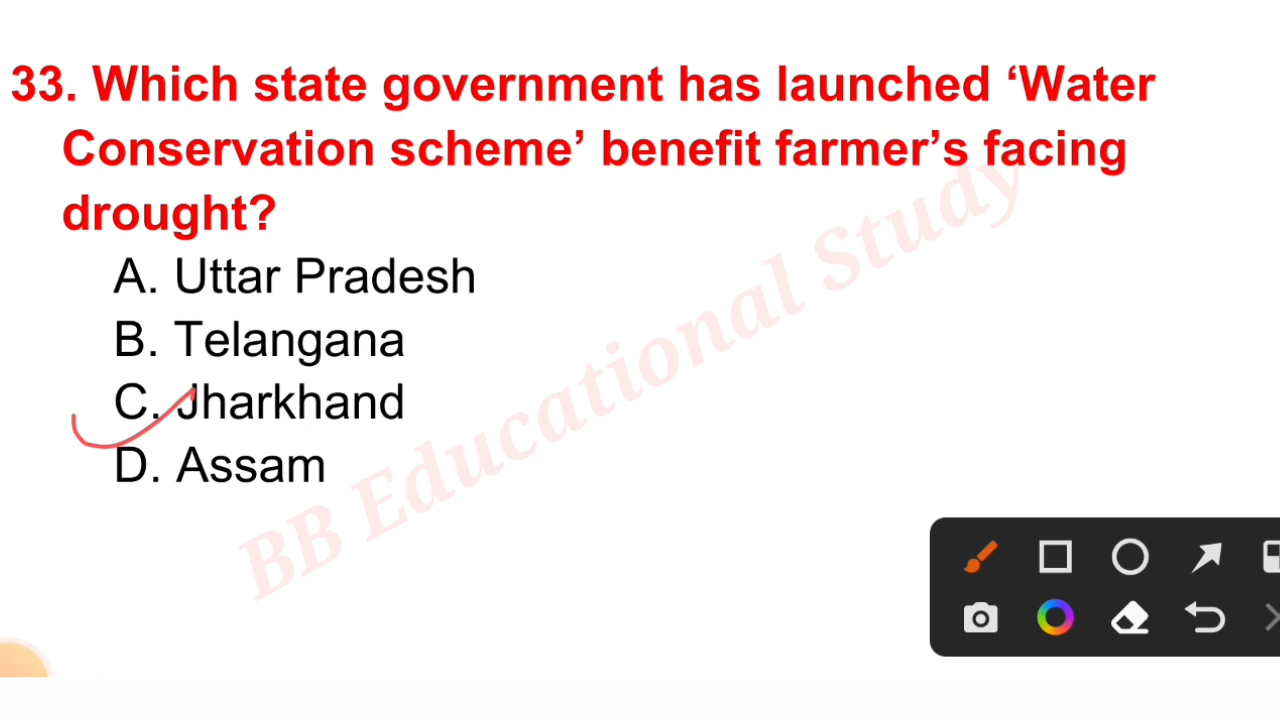 33. Which state government has launched ‘Water
Conservation scheme’ benefit farmer’s facing
drought?
A. Uttar Pradesh
B. Telangana
C. Jharkhand
D. Assam
BB Educational Study